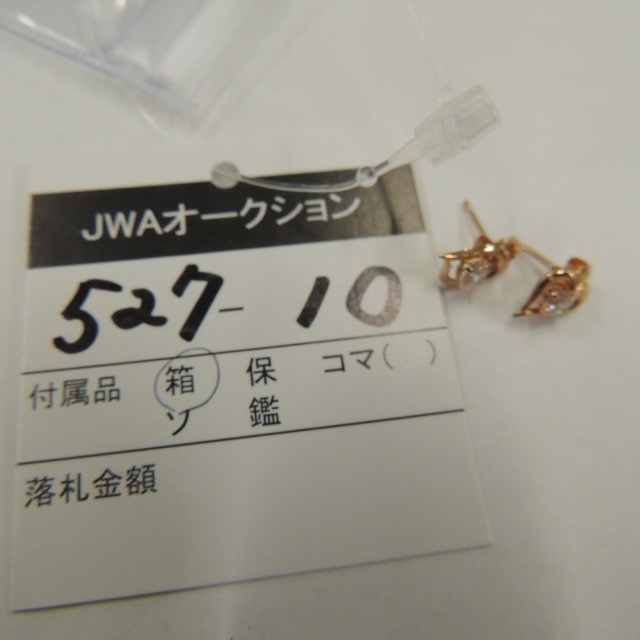 JWAオークション
527-10
付属品 箱 保 コマ( )
ソ 鑑
落札金額